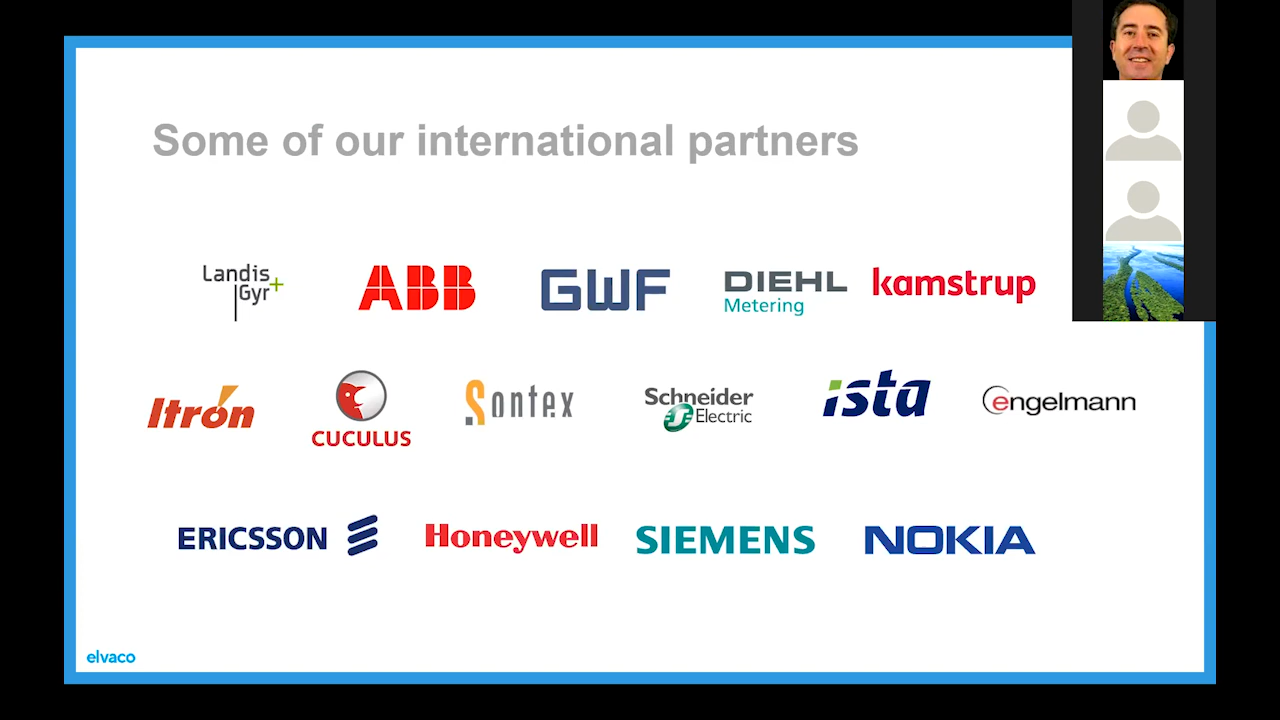 Some of our international partners
Landis
Gyr+
ABB
GWF
DIEHL
Metering
kamstrup
Itron
CUCULUS
Sontex
Schneider
Electric
ista
engelmann
ERICSSON
Honeywell
SIEMENS
NOKIA
elvaco